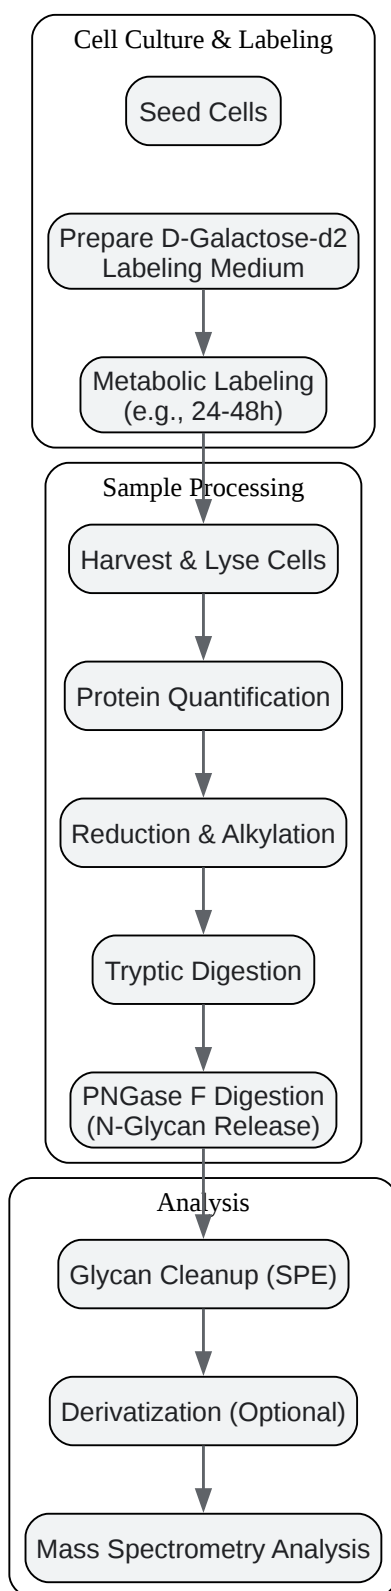 Cell Culture & Labeling
Seed Cells
Prepare D-Galactose-d2
Labeling Medium
Metabolic Labeling
(e.g., 24-48h)
Sample Processing
Harvest & Lyse Cells
Protein Quantification
Reduction & Alkylation
Tryptic Digestion
PNGase F Digestion
(N-Glycan Release)
Analysis
Glycan Cleanup (SPE)
Derivatization (Optional)
Mass Spectrometry Analysis